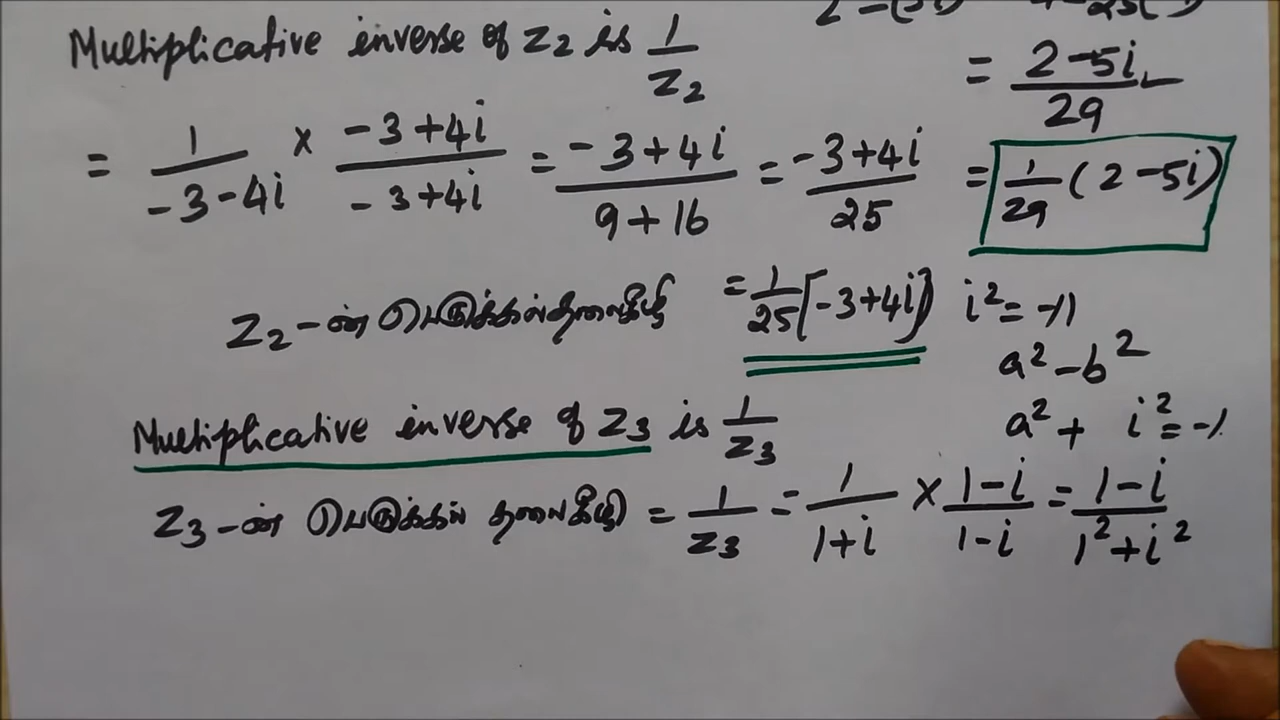 Multiplicative inverse of z2 is 1/z2
= 2-5i/29
= 1/-3-4i × -3+4i/-3+4i = -3+4i/9+16 = -3+4i/25
= 1/29 (2-5i)
z2-ன் பெருக்கல் தலைகீழி = 1/25 [-3+4i]
i² = -1
a²-b²
a²+ i²=-1
Multiplicative inverse of z3 is 1/z3
z3-ன் பெருக்கல் தலைகீழி = 1/z3 = 1/1+i × 1-i/1-i = 1-i/1²+i²